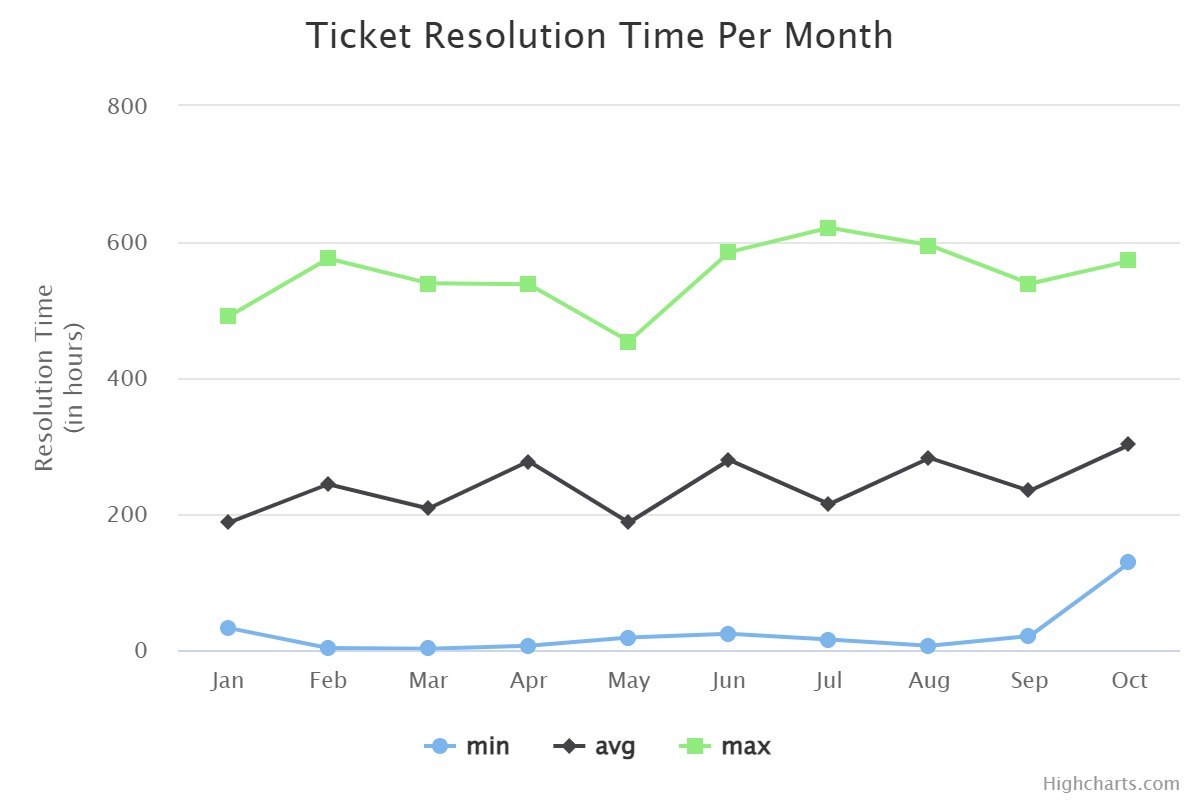 Ticket Resolution Time Per Month
800
600
400
200
0
Resolution Time
(in hours)
Jan Feb Mar Apr May Jun Jul Aug Sep Oct
min avg max
Highcharts.com